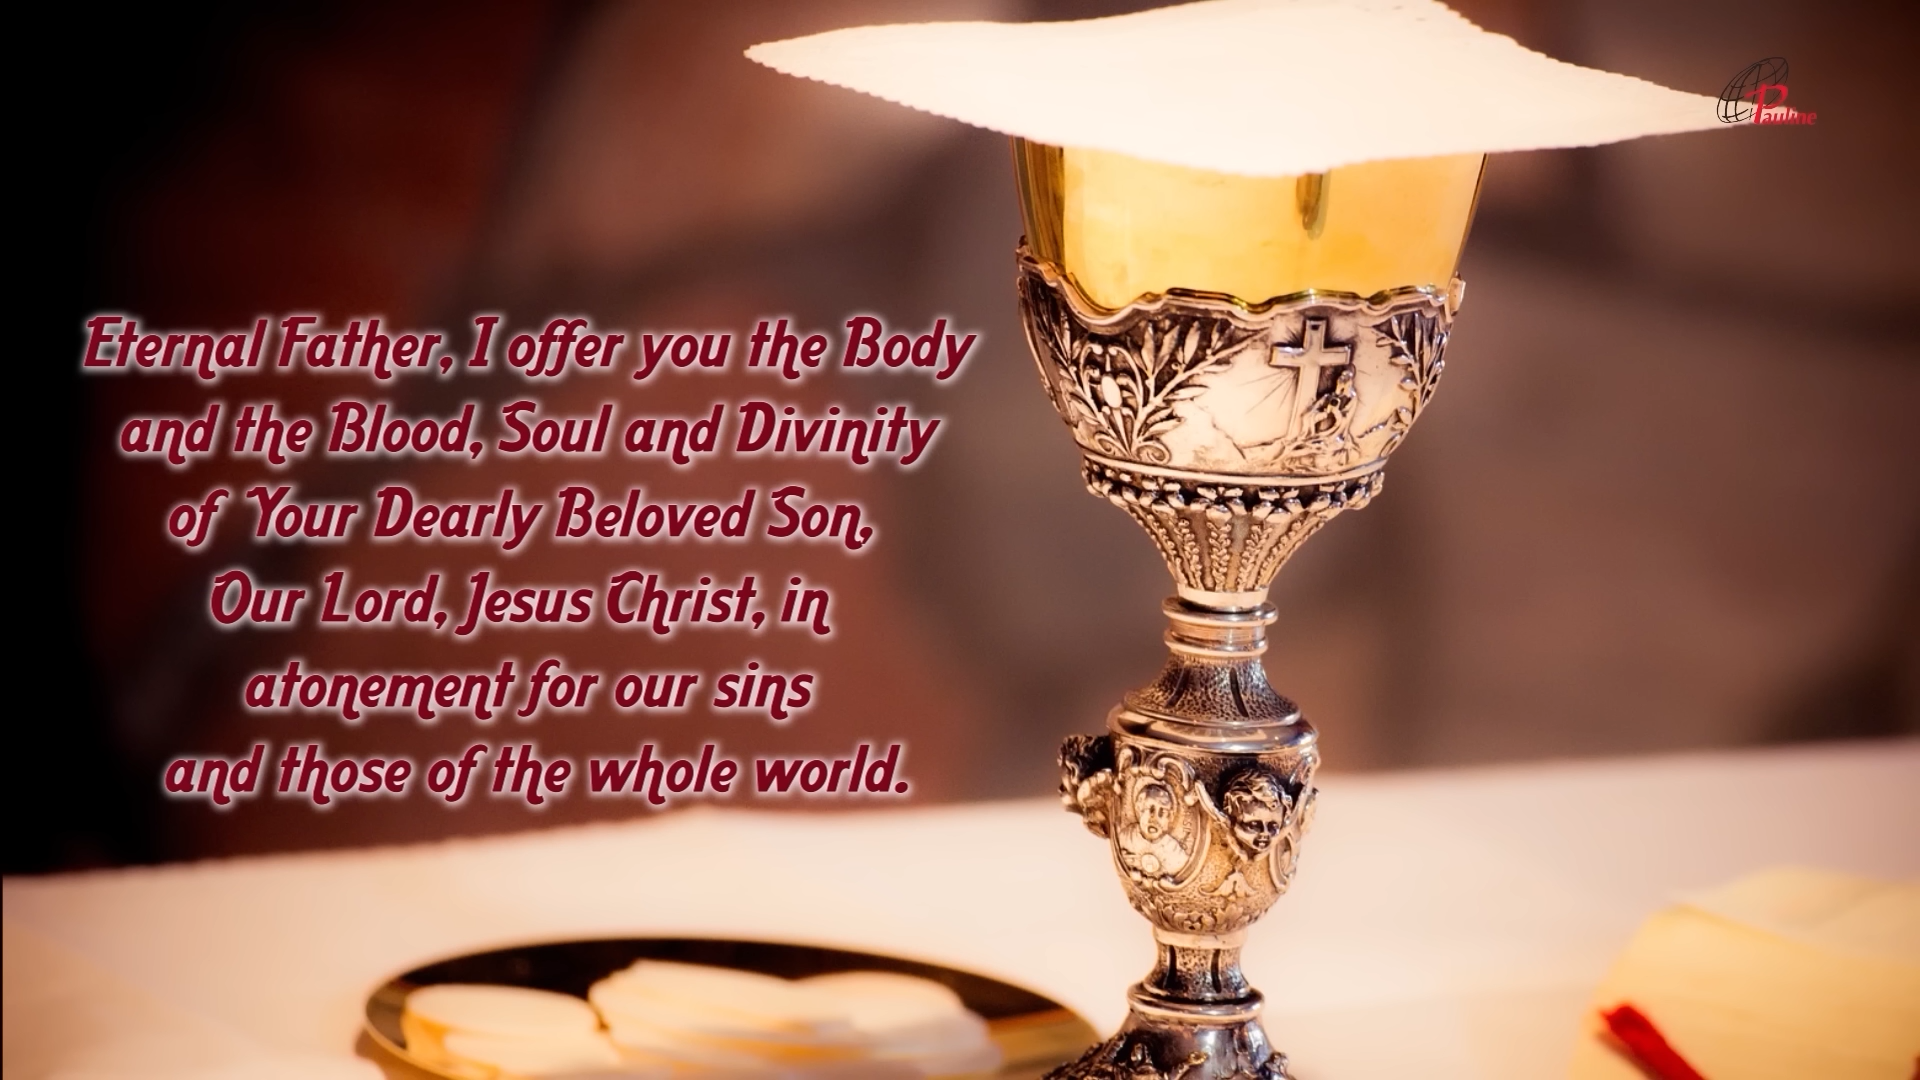 Pauline
Eternal Father, I offer you the Body
and the Blood, Soul and Divinity
of Your Dearly Beloved Son,
Our Lord, Jesus Christ, in
atonement for our sins
and those of the whole world.